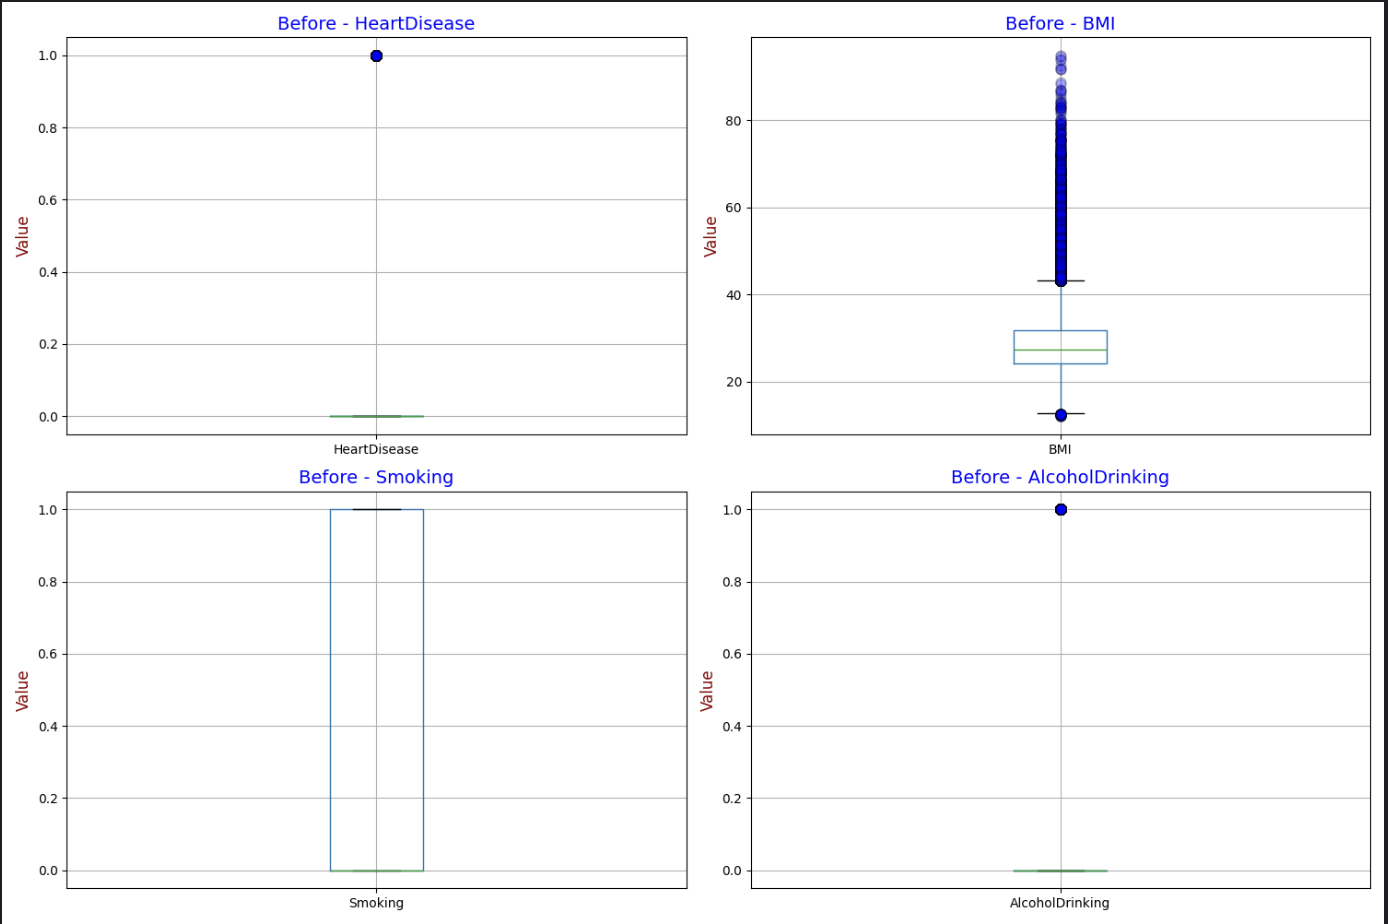 Before - HeartDisease
1.0
0.8
0.6
0.4
0.2
0.0
Value
HeartDisease
Before - BMI
80
60
40
20
Value
BMI
Before - Smoking
1.0
0.8
0.6
0.4
0.2
0.0
Value
Smoking
Before - AlcoholDrinking
1.0
0.8
0.6
0.4
0.2
0.0
Value
AlcoholDrinking